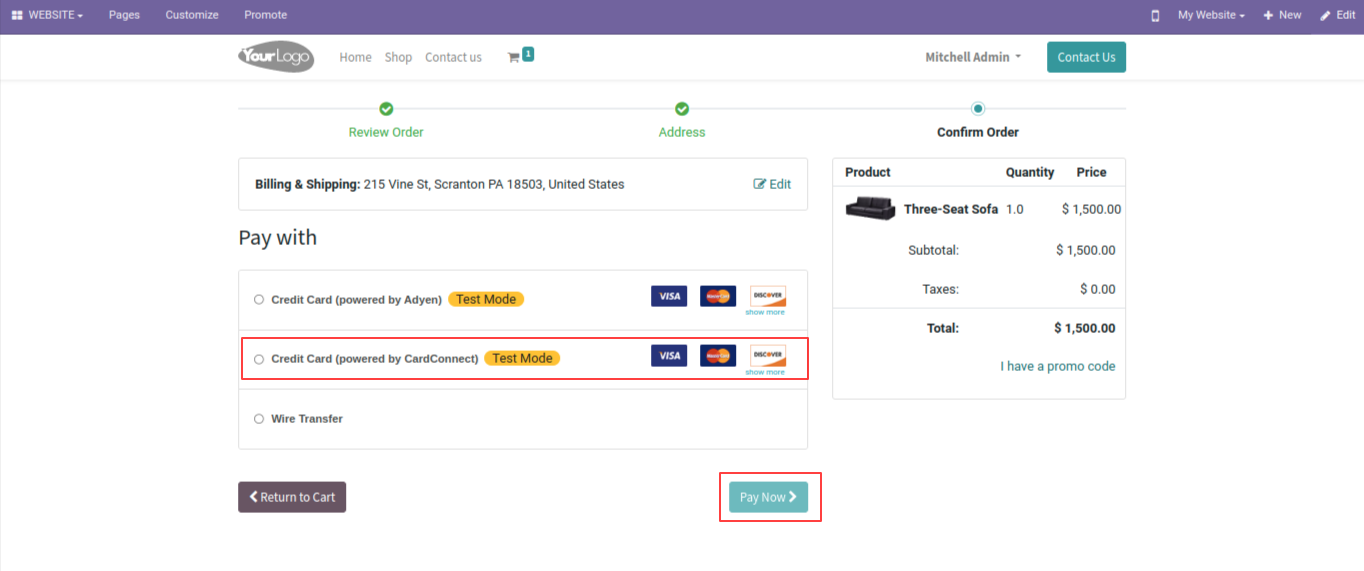 WEBSITE Pages Customize Promote My Website New Edit
YourLogo Home Shop Contact us 1 Mitchell Admin Contact Us
Review Order Address Confirm Order
Billing & Shipping: 215 Vine St, Scranton PA 18503, United States Edit
Pay with
Credit Card (powered by Adyen) Test Mode VISA MasterCard DISCOVER
show more
Credit Card (powered by CardConnect) Test Mode VISA MasterCard DISCOVER
show more
Wire Transfer
Return to Cart Pay Now
Product Quantity Price
Three-Seat Sofa 1.0 $ 1,500.00
Subtotal: $ 1,500.00
Taxes: $ 0.00
Total: $ 1,500.00
I have a promo code